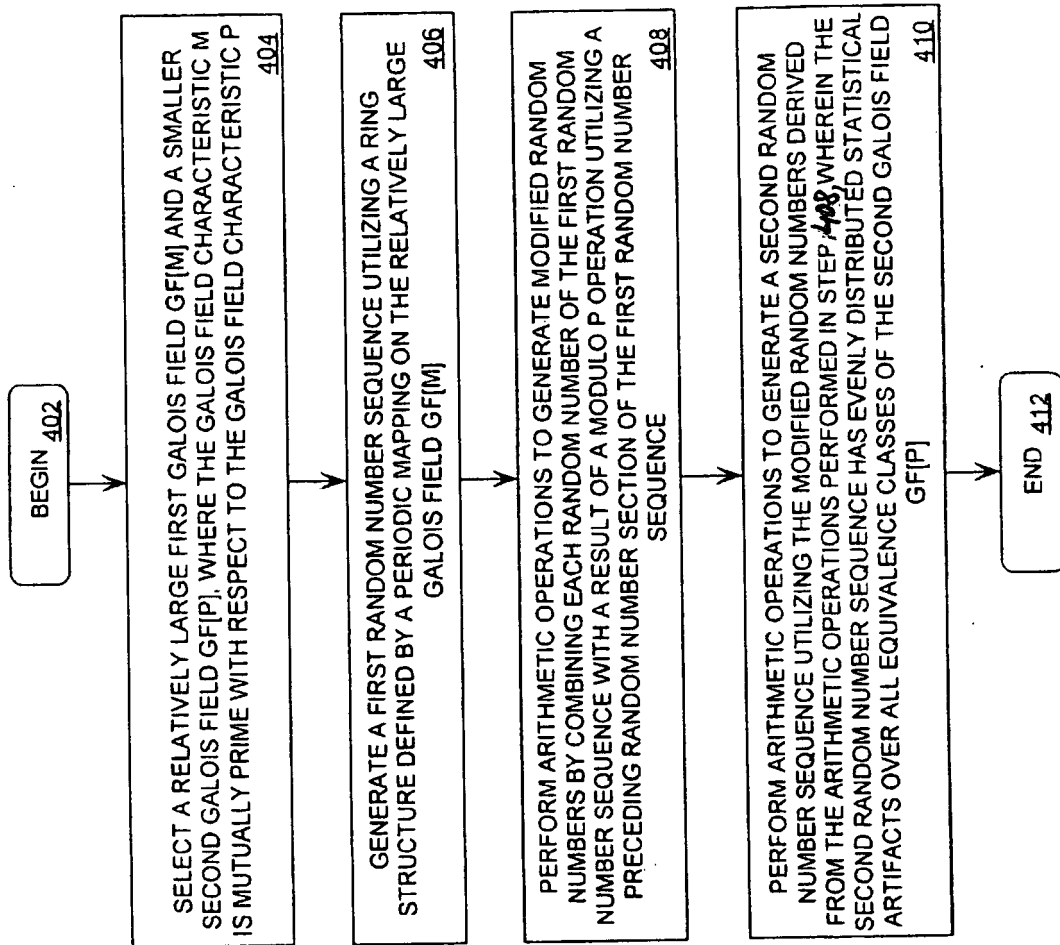 BEGIN 402
SELECT A RELATIVELY LARGE FIRST GALOIS FIELD GF[M] AND A SMALLER
SECOND GALOIS FIELD GF[P], WHERE THE GALOIS FIELD CHARACTERISTIC M
IS MUTUALLY PRIME WITH RESPECT TO THE GALOIS FIELD CHARACTERISTIC P
404
GENERATE A FIRST RANDOM NUMBER SEQUENCE UTILIZING A RING
STRUCTURE DEFINED BY A PERIODIC MAPPING ON THE RELATIVELY LARGE
GALOIS FIELD GF[M]
406
PERFORM ARITHMETIC OPERATIONS TO GENERATE MODIFIED RANDOM
NUMBERS BY COMBINING EACH RANDOM NUMBER OF THE FIRST RANDOM
NUMBER SEQUENCE WITH A RESULT OF A MODULO P OPERATION UTILIZING A
PRECEDING RANDOM NUMBER SECTION OF THE FIRST RANDOM NUMBER
SEQUENCE
408
PERFORM ARITHMETIC OPERATIONS TO GENERATE A SECOND RANDOM
NUMBER SEQUENCE UTILIZING THE MODIFIED RANDOM NUMBERS DERIVED
FROM THE ARITHMETIC OPERATIONS PERFORMED IN STEP 408, WHEREIN THE
SECOND RANDOM NUMBER SEQUENCE HAS EVENLY DISTRIBUTED STATISTICAL
ARTIFACTS OVER ALL EQUIVALENCE CLASSES OF THE SECOND GALOIS FIELD
GF[P]
410
END 412